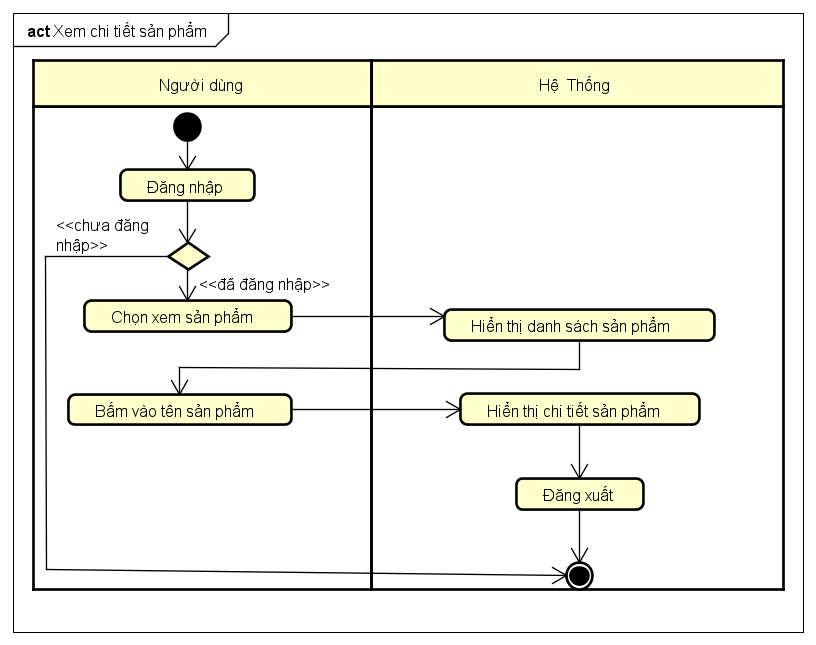 act Xem chi tiết sản phẩm
Người dùng
Hệ Thống
Đăng nhập
<<chưa đăng
nhập>>
<<đã đăng nhập>>
Chọn xem sản phẩm
Hiển thị danh sách sản phẩm
Bấm vào tên sản phẩm
Hiển thị chi tiết sản phẩm
Đăng xuất